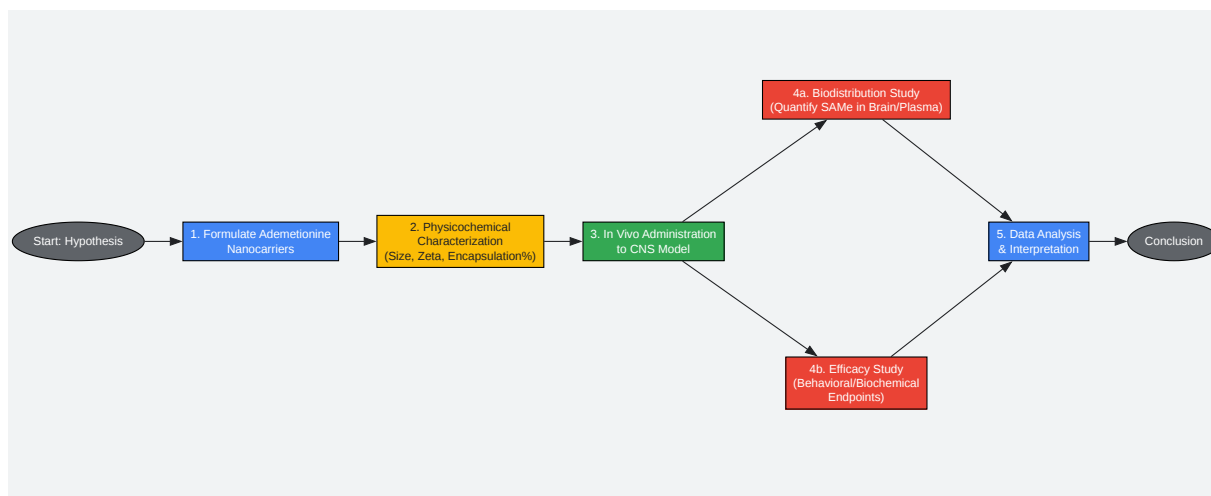 Start: Hypothesis
1. Formulate Ademetionine
Nanocarriers
2. Physicochemical
Characterization
(Size, Zeta, Encapsulation%)
3. In Vivo Administration
to CNS Model
4a. Biodistribution Study
(Quantify SAMe in Brain/Plasma)
4b. Efficacy Study
(Behavioral/Biochemical
Endpoints)
5. Data Analysis
& Interpretation
Conclusion